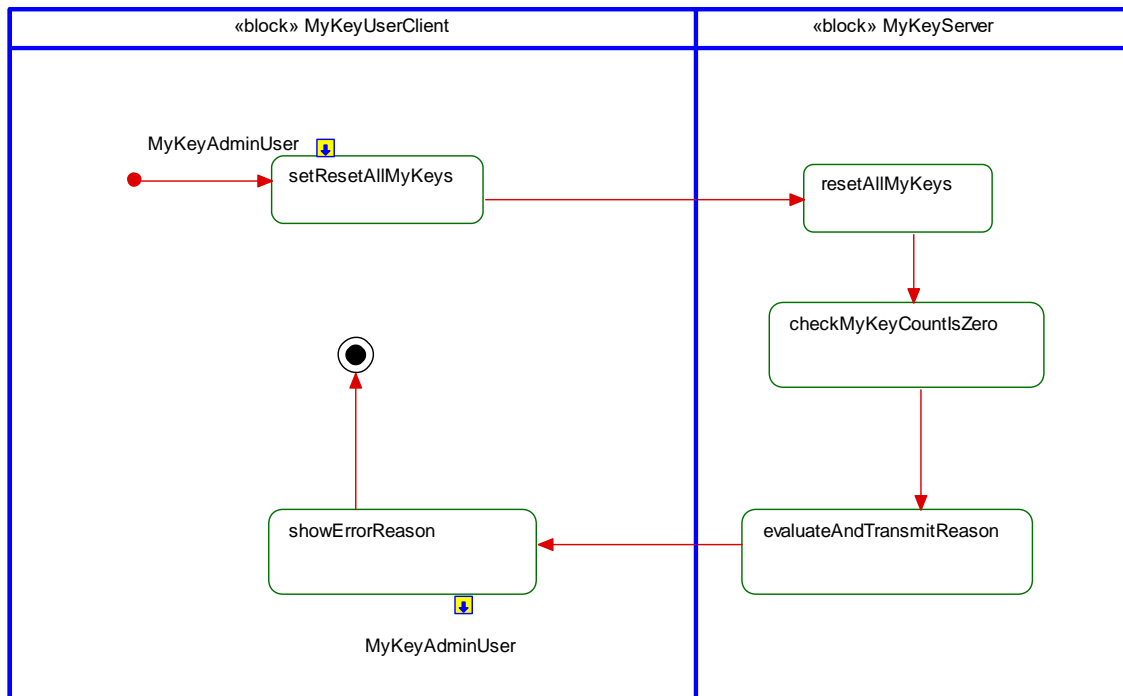 «block» MyKeyUserClient
«block» MyKeyServer
MyKeyAdminUser
setResetAllMyKeys
resetAllMyKeys
checkMyKeyCountIsZero
showErrorReason
evaluateAndTransmitReason
MyKeyAdminUser